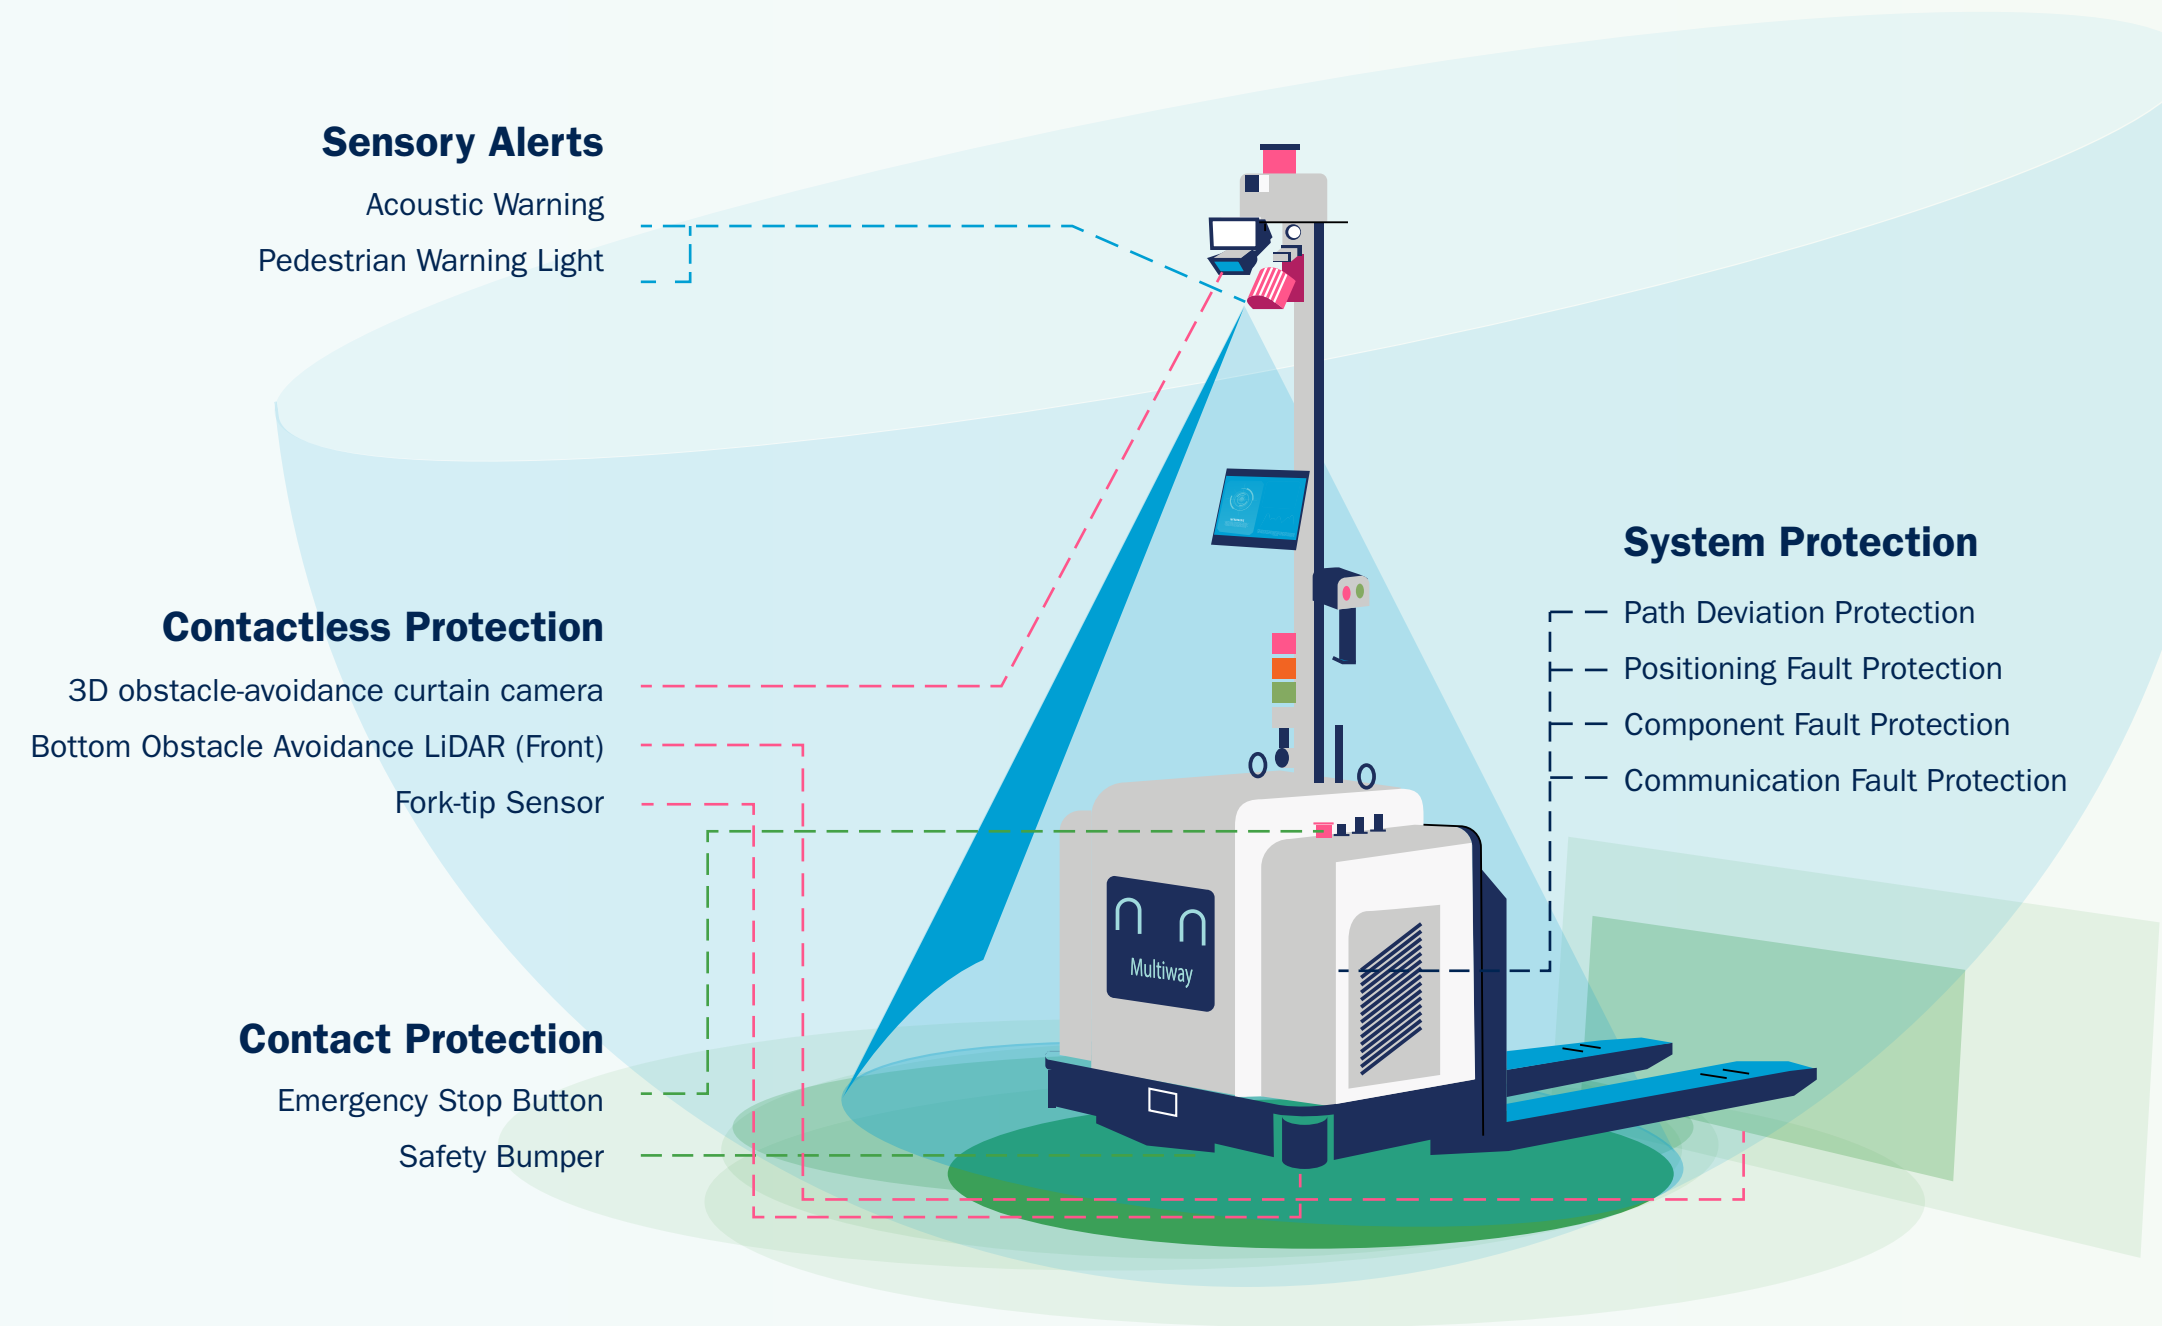 Sensory Alerts
Acoustic Warning
Pedestrian Warning Light
Contactless Protection
3D obstacle-avoidance curtain camera
Bottom Obstacle Avoidance LiDAR (Front)
Fork-tip Sensor
Contact Protection
Emergency Stop Button
Safety Bumper
System Protection
Path Deviation Protection
Positioning Fault Protection
Component Fault Protection
Communication Fault Protection
Multiway